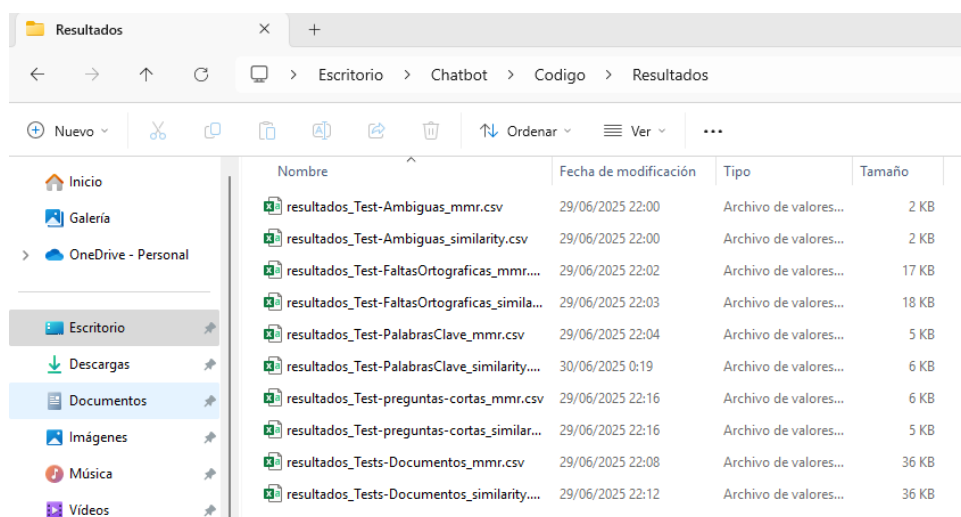 Resultados
Escritorio > Chatbot > Codigo > Resultados
Nuevo
Ordenar
Ver
Inicio
Galería
OneDrive - Personal
Escritorio
Descargas
Documentos
Imágenes
Música
Vídeos
Nombre Fecha de modificación Tipo Tamaño
resultados_Test-Ambiguas_mmr.csv 29/06/2025 22:00 Archivo de valores... 2 KB
resultados_Test-Ambiguas_similarity.csv 29/06/2025 22:00 Archivo de valores... 2 KB
resultados_Test-FaltasOrtograficas_mmr.... 29/06/2025 22:02 Archivo de valores... 17 KB
resultados_Test-FaltasOrtograficas_simila... 29/06/2025 22:03 Archivo de valores... 18 KB
resultados_Test-PalabrasClave_mmr.csv 29/06/2025 22:04 Archivo de valores... 5 KB
resultados_Test-PalabrasClave_similarity.... 30/06/2025 0:19 Archivo de valores... 6 KB
resultados_Test-preguntas-cortas_mmr.csv 29/06/2025 22:16 Archivo de valores... 6 KB
resultados_Test-preguntas-cortas_similar... 29/06/2025 22:16 Archivo de valores... 5 KB
resultados_Tests-Documentos_mmr.csv 29/06/2025 22:08 Archivo de valores... 36 KB
resultados_Tests-Documentos_similarity.... 29/06/2025 22:12 Archivo de valores... 36 KB